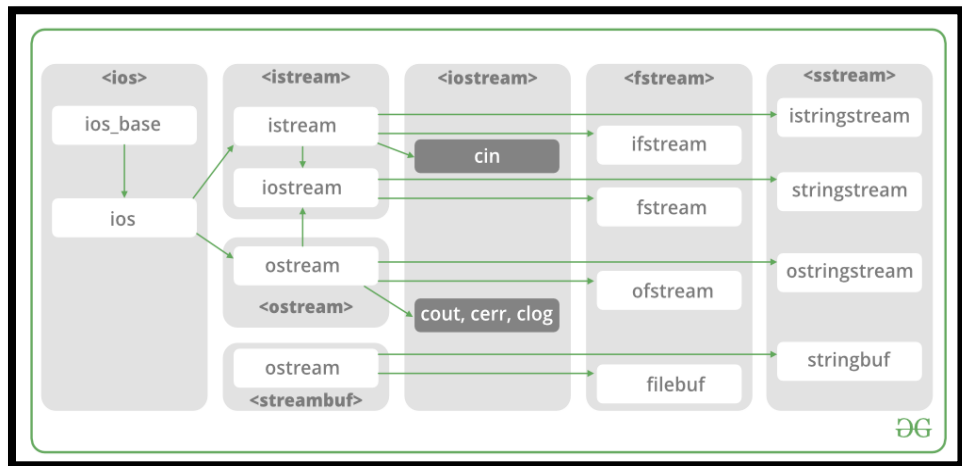 <ios>
ios_base
ios
<istream>
istream
iostream
ostream
<ostream>
ostream
<streambuf>
<iostream>
cin
cout, cerr, clog
<fstream>
ifstream
fstream
ofstream
filebuf
<sstream>
istringstream
stringstream
ostringstream
stringbuf